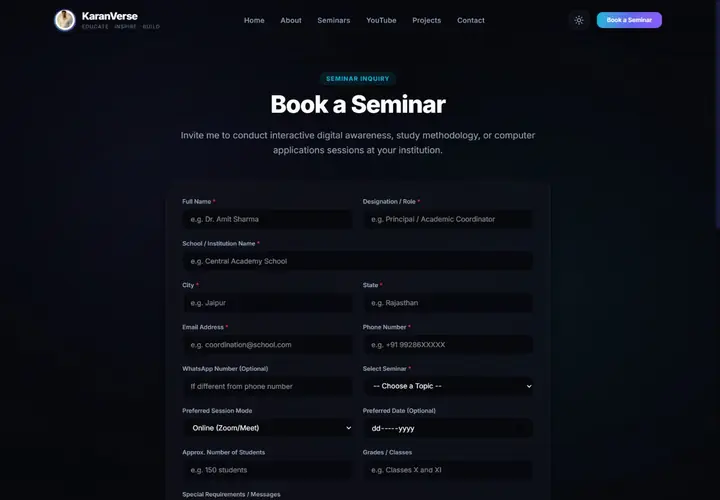 KaranVerse
EDUCATE · INSPIRE · BUILD
Home About Seminars YouTube Projects Contact
Book a Seminar
SEMINAR INQUIRY
Book a Seminar
Invite me to conduct interactive digital awareness, study methodology, or computer
applications sessions at your institution.
Full Name * Designation / Role *
e.g. Dr. Amit Sharma e.g. Principal / Academic Coordinator
School / Institution Name *
e.g. Central Academy School
City * State *
e.g. Jaipur e.g. Rajasthan
Email Address * Phone Number *
e.g. coordination@school.com e.g. +91 99286XXXXX
WhatsApp Number (Optional) Select Seminar *
If different from phone number -- Choose a Topic --
Preferred Session Mode Preferred Date (Optional)
Online (Zoom/Meet) dd-----yyyy
Approx. Number of Students Grades / Classes
e.g. 150 students e.g. Classes X and XI
Special Requirements / Messages